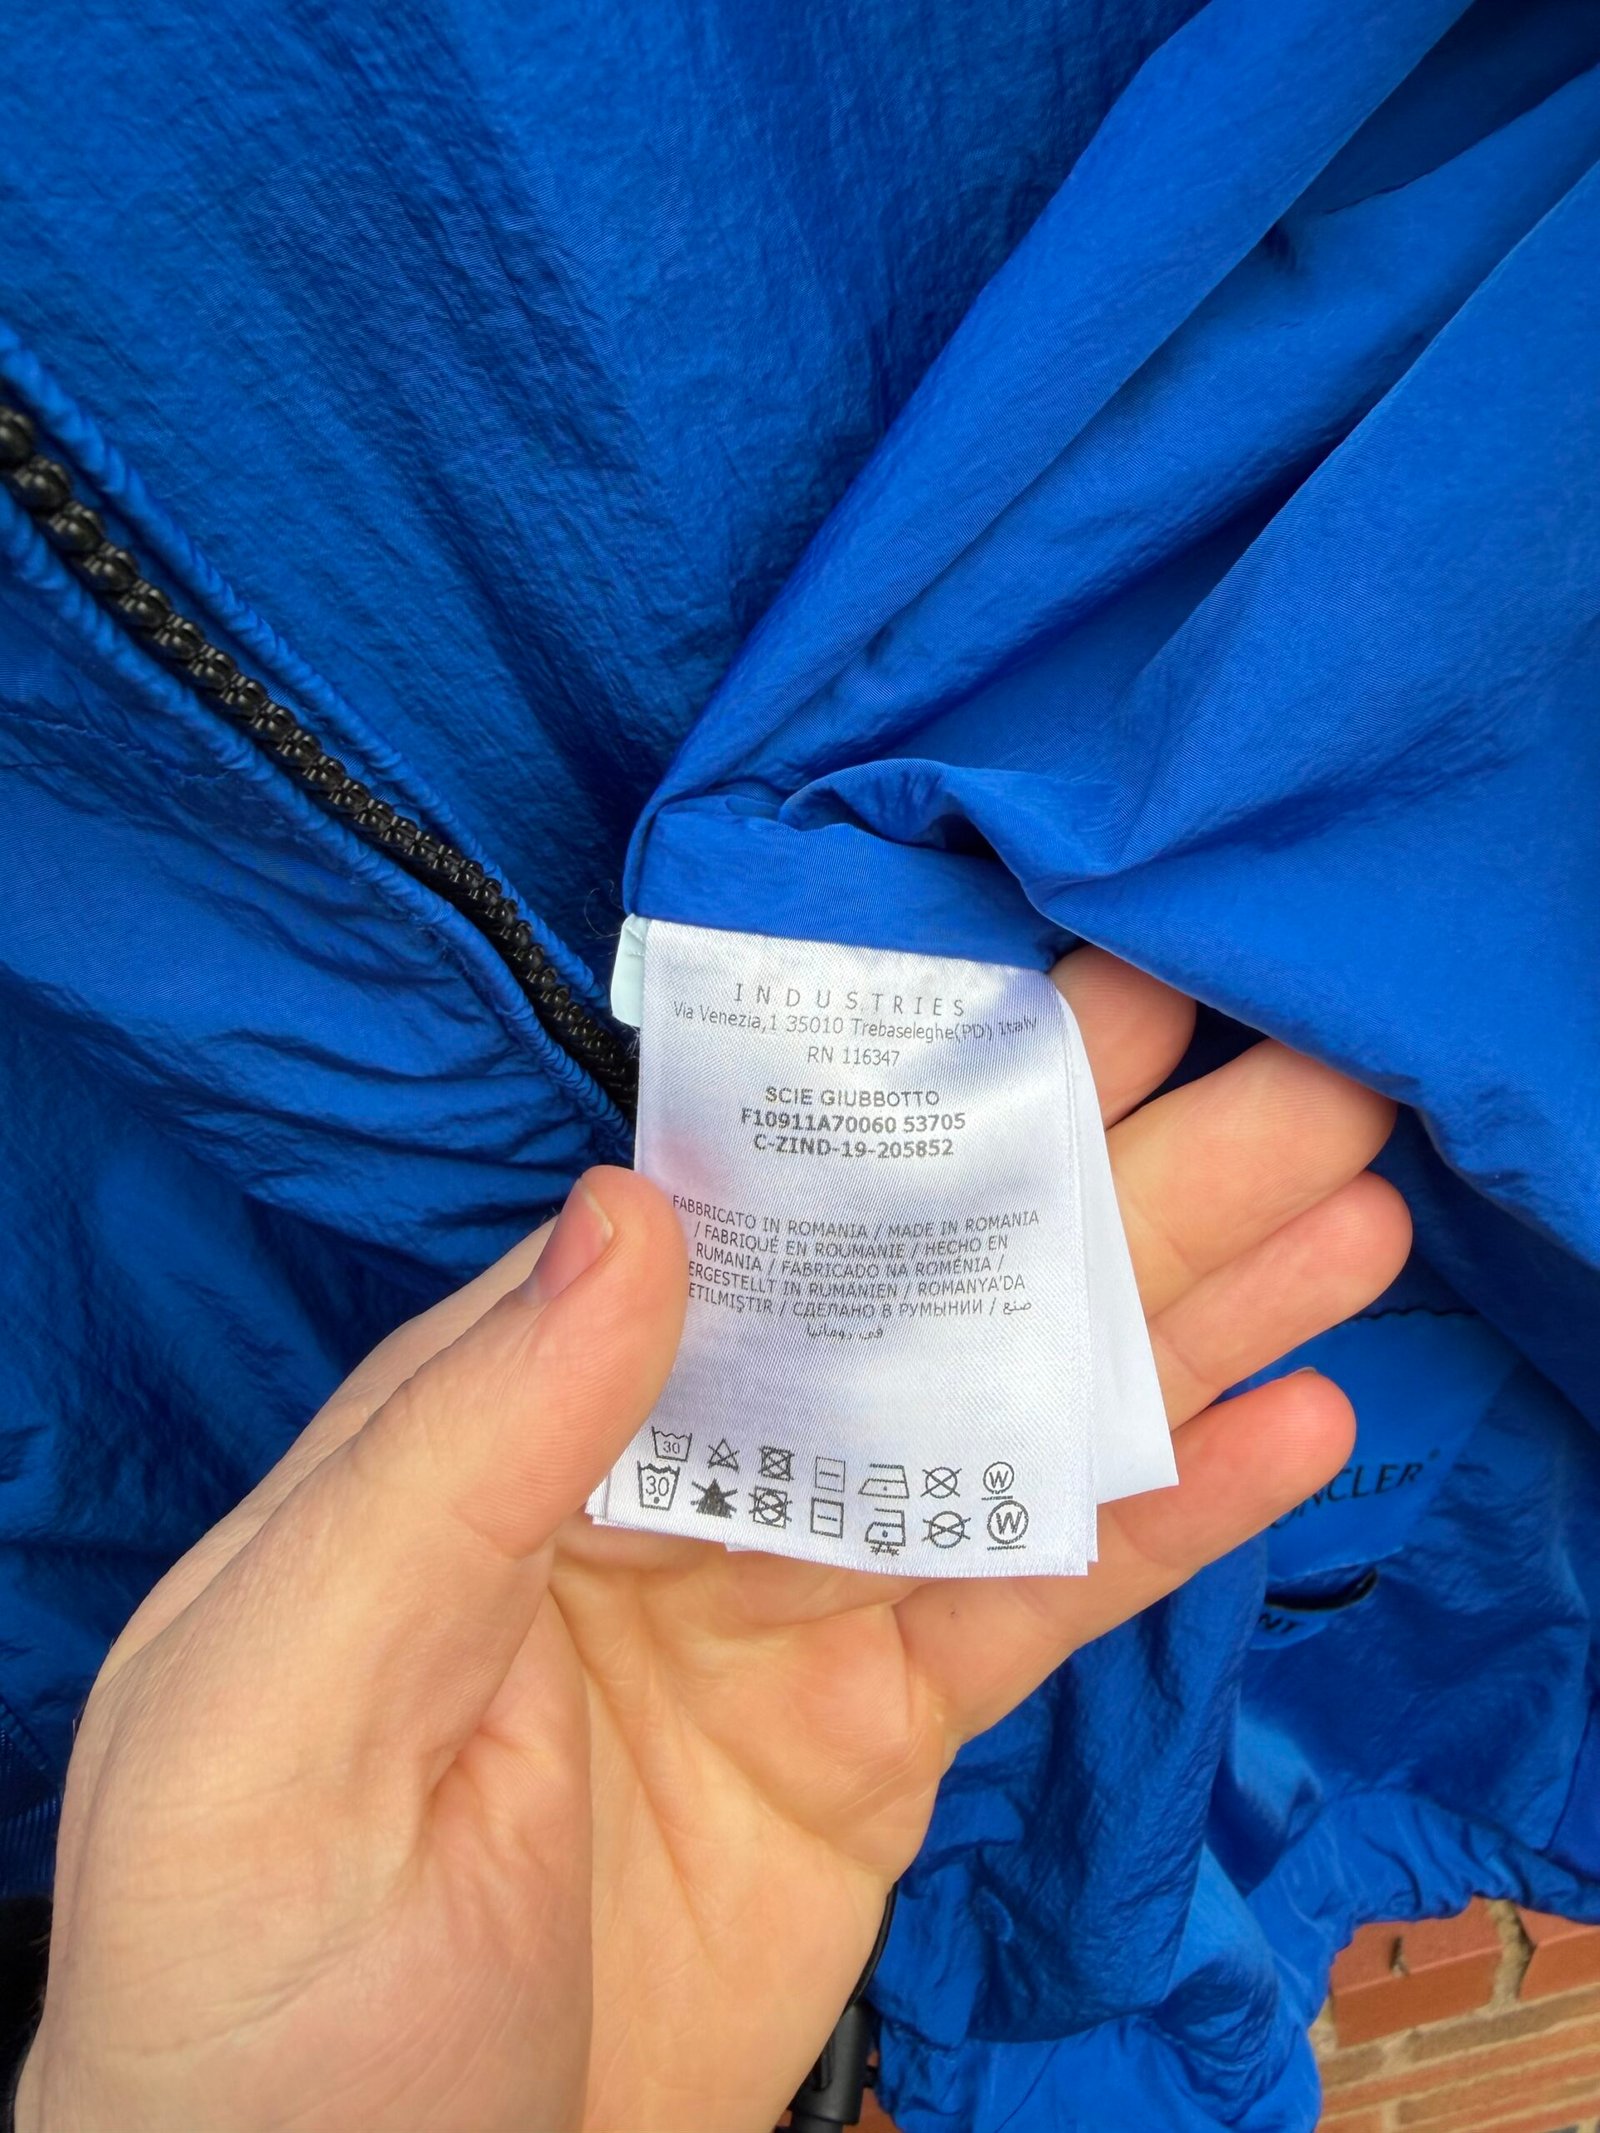 INDUSTRIES
Via Venezia,1 35010 Trebaseleghe(PD) Italy
RN 116347
SCIE GIUBBOTTO
F10911A70060 53705
C-ZIND-19-205852
FABBRICATO IN ROMANIA / MADE IN ROMANIA
/ FABRIQUÉ EN ROUMANIE / HECHO EN
RUMANIA / FABRICADO NA ROMÉNIA /
ERGESTELLT IN RUMÄNIEN / ROMANYA'DA
ETILMIŞTIR / СДЕЛАНО В РУМЫНИИ / صنع
في رومانيا
30 W
30 W
NCLER
NT